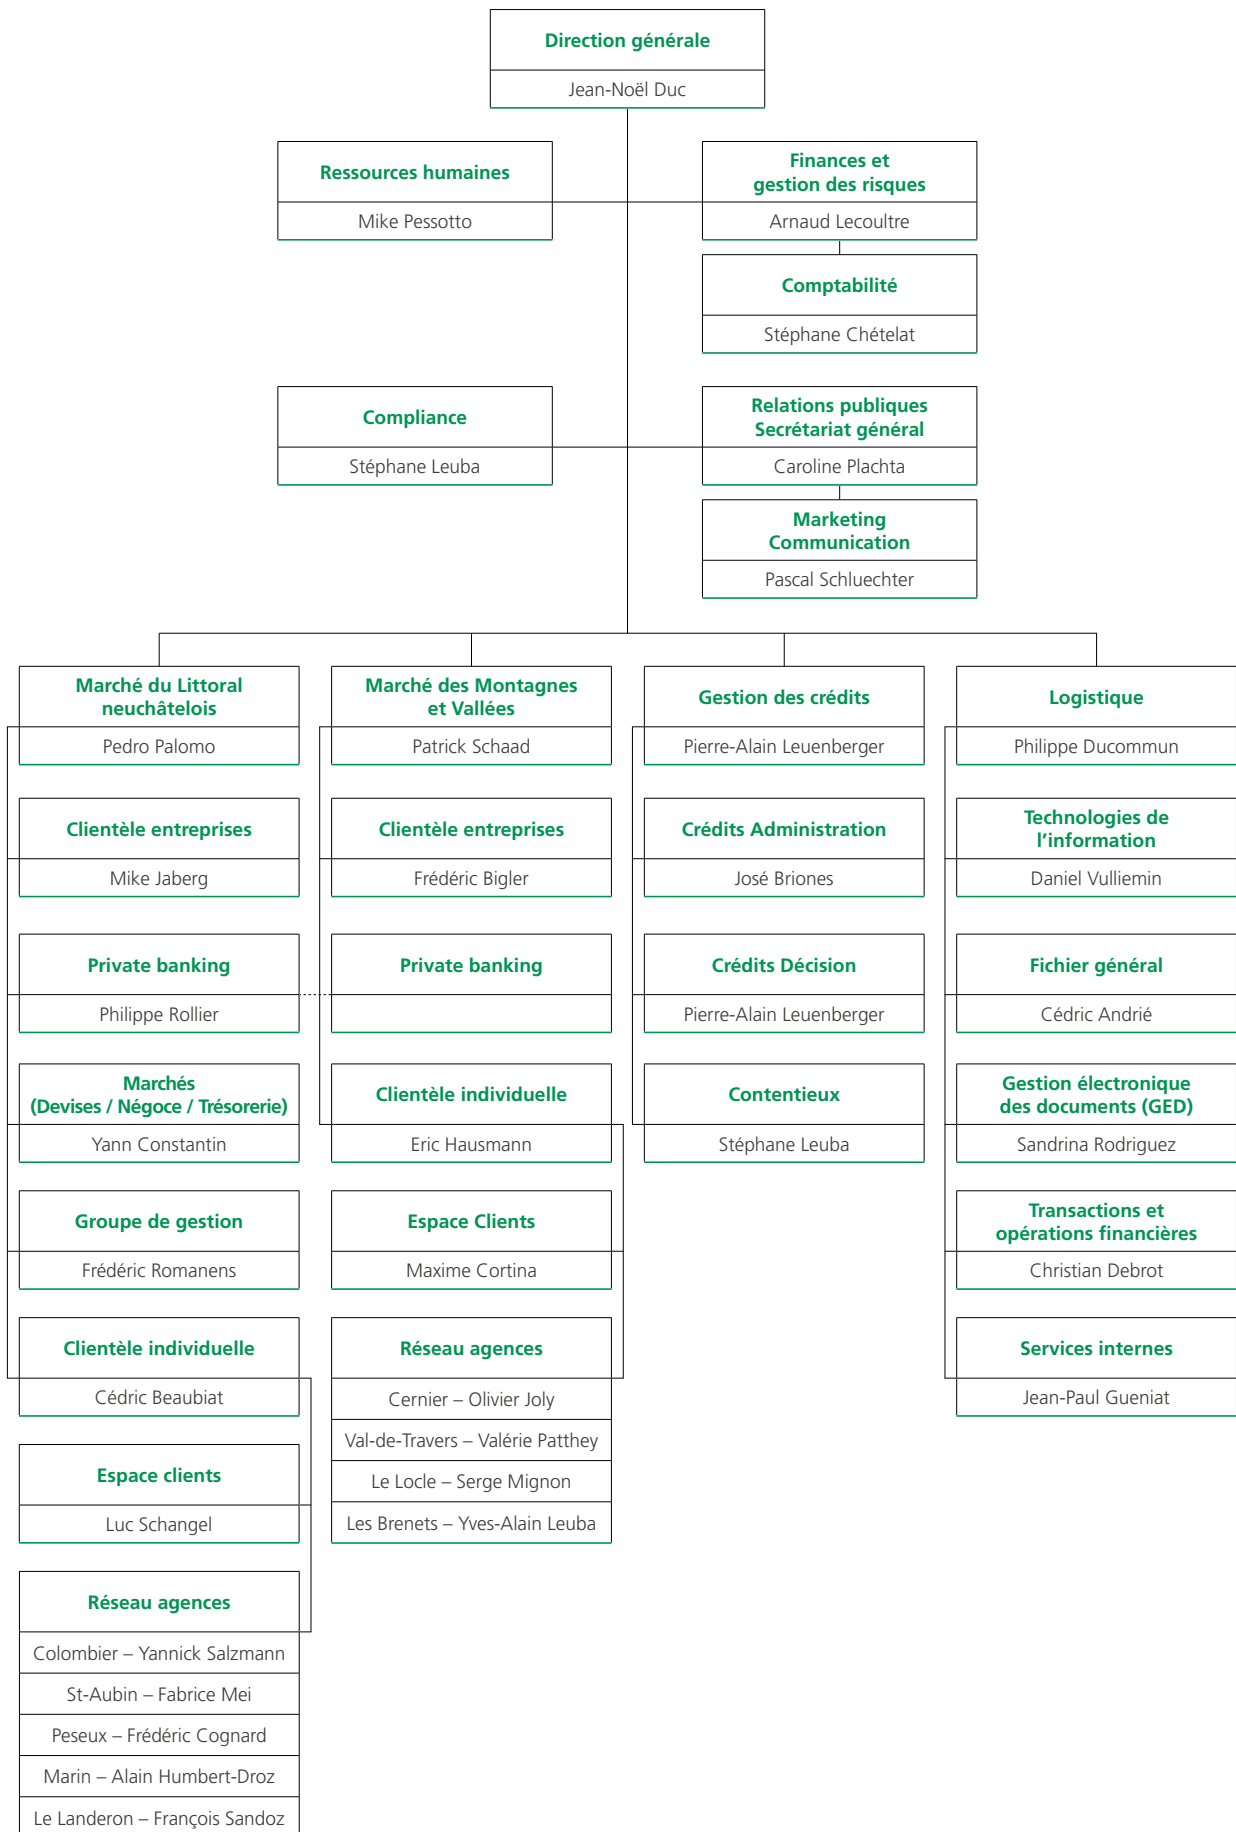 Direction générale
Jean-Noël Duc
Ressources humaines
Mike Pessotto
Finances et
gestion des risques
Arnaud Lecoultre
Comptabilité
Stéphane Chételat
Compliance
Stéphane Leuba
Relations publiques
Secrétariat général
Caroline Plachta
Marketing
Communication
Pascal Schluechter
Marché du Littoral
neuchâtelois
Pedro Palomo
Clientèle entreprises
Mike Jaberg
Private banking
Philippe Rollier
Marchés
(Devises / Négoce / Trésorerie)
Yann Constantin
Groupe de gestion
Frédéric Romanens
Clientèle individuelle
Cédric Beaubiat
Espace clients
Luc Schangel
Réseau agences
Colombier – Yannick Salzmann
St-Aubin – Fabrice Mei
Peseux – Frédéric Cognard
Marin – Alain Humbert-Droz
Le Landeron – François Sandoz
Marché des Montagnes
et Vallées
Patrick Schaad
Clientèle entreprises
Frédéric Bigler
Private banking
Clientèle individuelle
Eric Hausmann
Espace Clients
Maxime Cortina
Réseau agences
Cernier – Olivier Joly
Val-de-Travers – Valérie Patthey
Le Locle – Serge Mignon
Les Brenets – Yves-Alain Leuba
Gestion des crédits
Pierre-Alain Leuenberger
Crédits Administration
José Briones
Crédits Décision
Pierre-Alain Leuenberger
Contentieux
Stéphane Leuba
Logistique
Philippe Ducommun
Technologies de
l'information
Daniel Vulliemin
Fichier général
Cédric Andrié
Gestion électronique
des documents (GED)
Sandrina Rodriguez
Transactions et
opérations financières
Christian Debrot
Services internes
Jean-Paul Gueniat